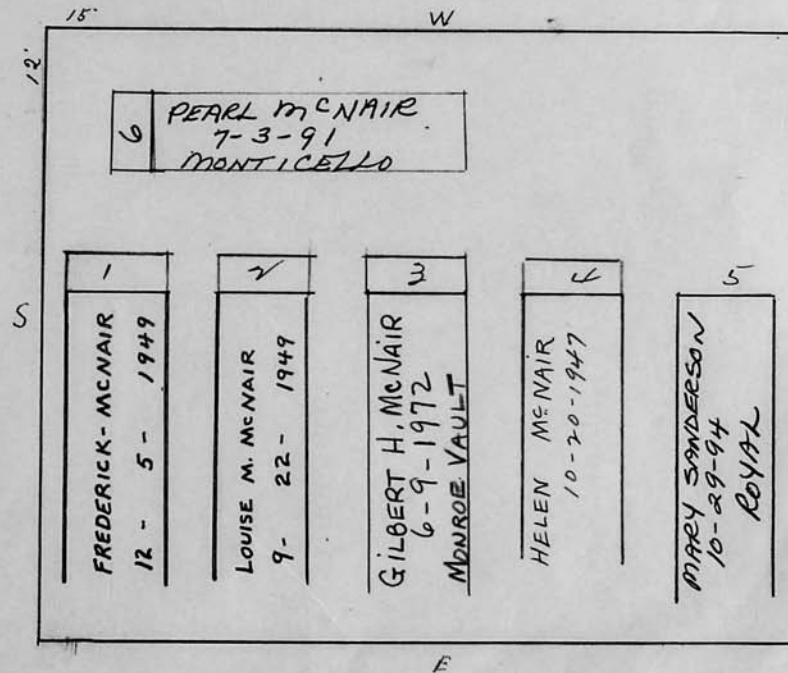 15'
W
12'
6
PEARL McNAIR
7-3-91
MONTICELLO
S
1
FREDERICK-MCNAIR
12 - 5 - 1949
2
LOUISE M. MCNAIR
9- 22- 1949
3
GILBERT H. McNAIR
6-9-1972
MONROE VAULT
4
HELEN McNAIR
10-20-1947
5
MARY SANDERSON
10-29-94
ROYAL
E